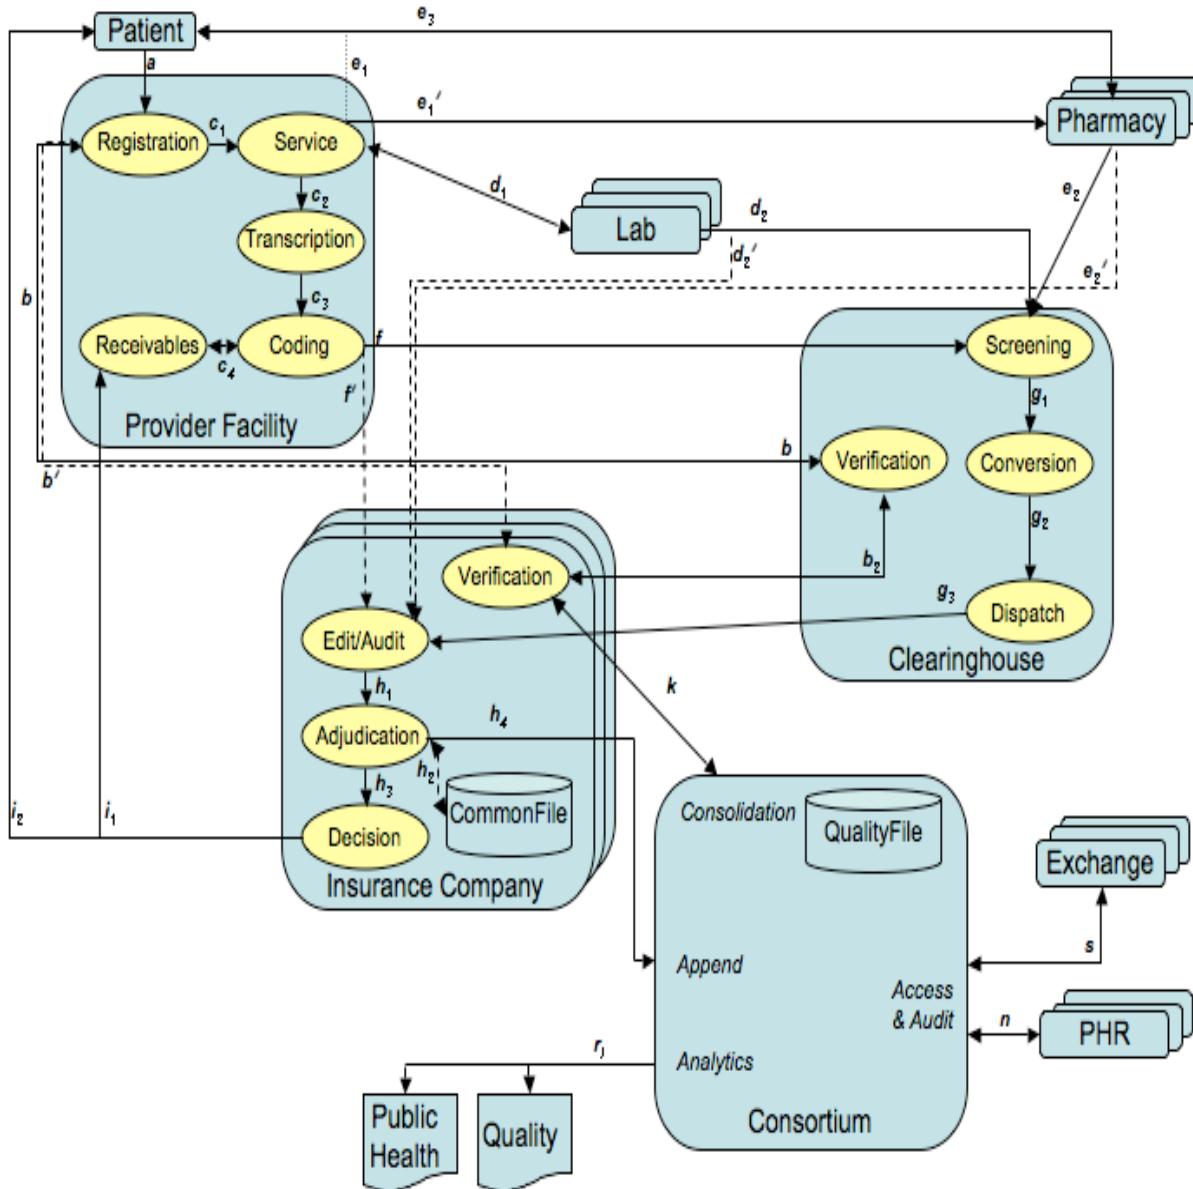 e3
Patient
a
e1
e1′
Pharmacy
Registration
c1
Service
d1
e2
c2
Lab
d2
Transcription
d2′
e2′
b
c3
Receivables
c4
Coding
f
Screening
f′
g1
Provider Facility
b′
b
Verification
Conversion
g2
b2
Verification
g3
Dispatch
Edit/Audit
Clearinghouse
h1
k
Adjudication
h4
h2
h3
CommonFile
Consolidation
QualityFile
i2
i1
Decision
Insurance Company
Exchange
s
Append
Access
& Audit
n
PHR
rj
Analytics
Public
Health
Quality
Consortium